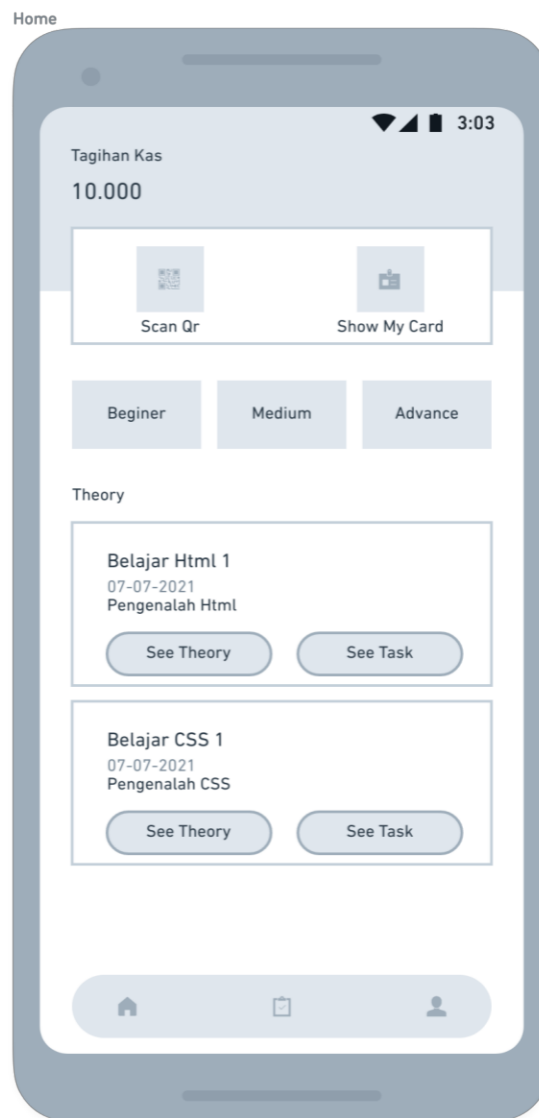 Home
3:03
Tagihan Kas
10.000
Scan Qr Show My Card
Beginer Medium Advance
Theory
Belajar Html 1
07-07-2021
Pengenalah Html
See Theory See Task
Belajar CSS 1
07-07-2021
Pengenalah CSS
See Theory See Task